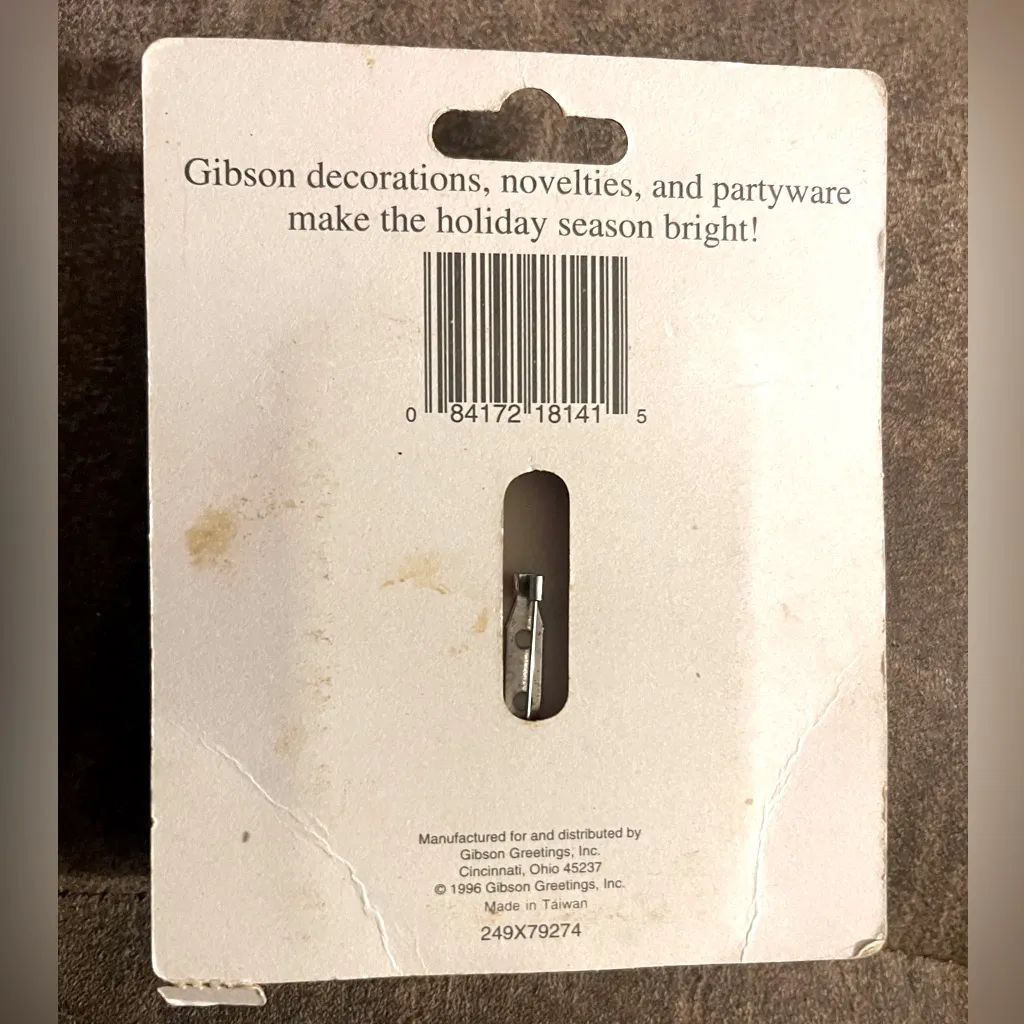 Gibson decorations, novelties, and partyware
make the holiday season bright!
0 84172 18141 5
Manufactured for and distributed by
Gibson Greetings, Inc.
Cincinnati, Ohio 45237
© 1996 Gibson Greetings, Inc.
Made in Taiwan
249X79274